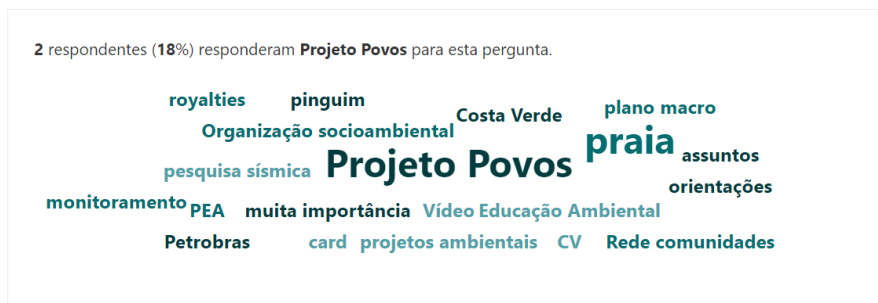 2 respondentes (18%) responderam Projeto Povos para esta pergunta.
royalties pinguim
Costa Verde plano macro
Organização socioambiental
praia
assuntos
pesquisa sísmica Projeto Povos
orientações
monitoramento PEA muita importância Vídeo Educação Ambiental
Petrobras card projetos ambientais CV Rede comunidades